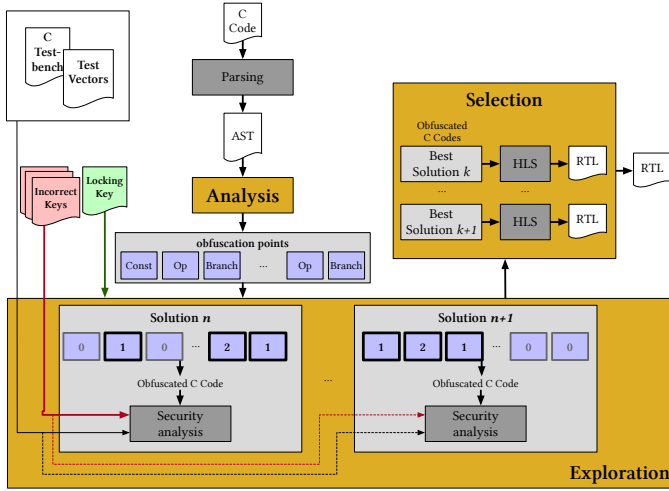 C
Test-
bench
Test
Vectors
C
Code
Parsing
AST
Analysis
Incorrect
Keys
Locking
Key
obfuscation points
Const
Op
Branch
...
Op
Branch
Selection
Obfuscated
C Codes
Best
Solution k
HLS
RTL
...
...
Best
Solution k+1
HLS
RTL
RTL
Solution n
0
1
0
...
2
1
Obfuscated C Code
Security
analysis
...
Solution n+1
1
2
1
...
0
0
Obfuscated C Code
Security
analysis
Exploration